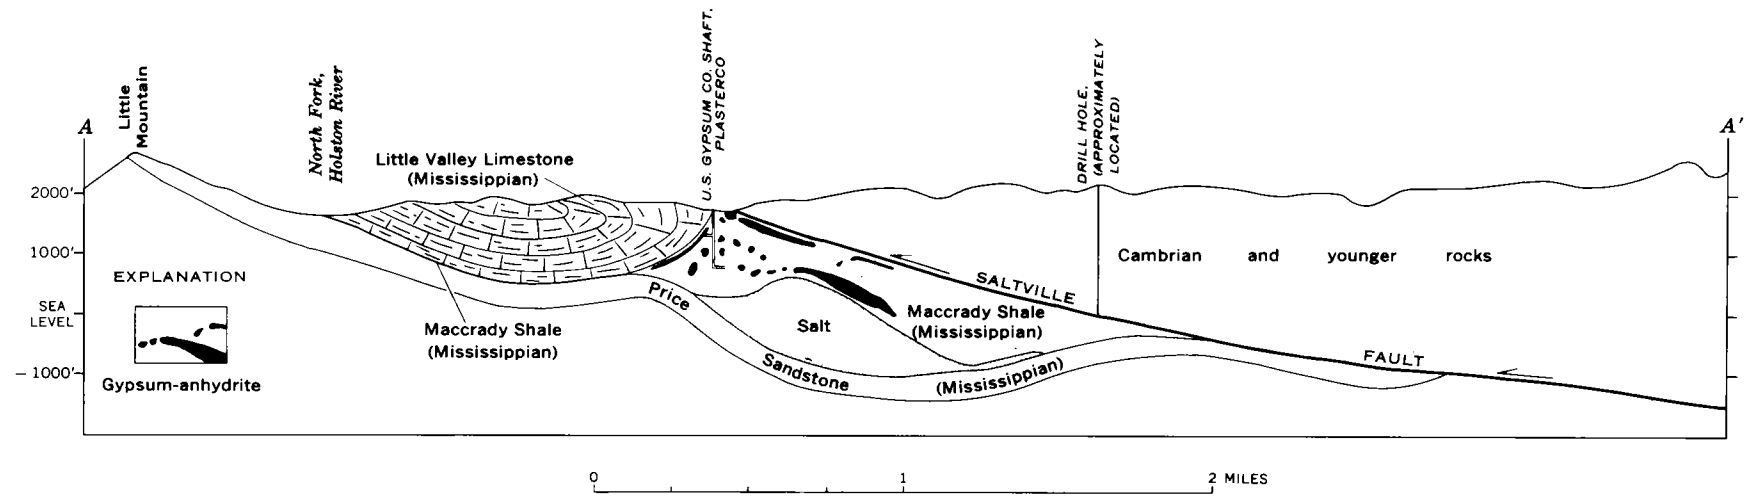 A
Little
Mountain
North Fork,
Holston River
Little Valley Limestone
(Mississippian)
U.S. GYPSUM CO. SHAFT,
PLASTERCO
DRILL HOLE,
(APPROXIMATELY
LOCATED)
A'
2000'
1000'
SEA
LEVEL
– 1000'
EXPLANATION
Gypsum-anhydrite
Maccrady Shale
(Mississippian)
Price
Sandstone
(Mississippian)
Salt
Maccrady Shale
(Mississippian)
SALTVILLE
FAULT
Cambrian and younger rocks
0 1 2 MILES